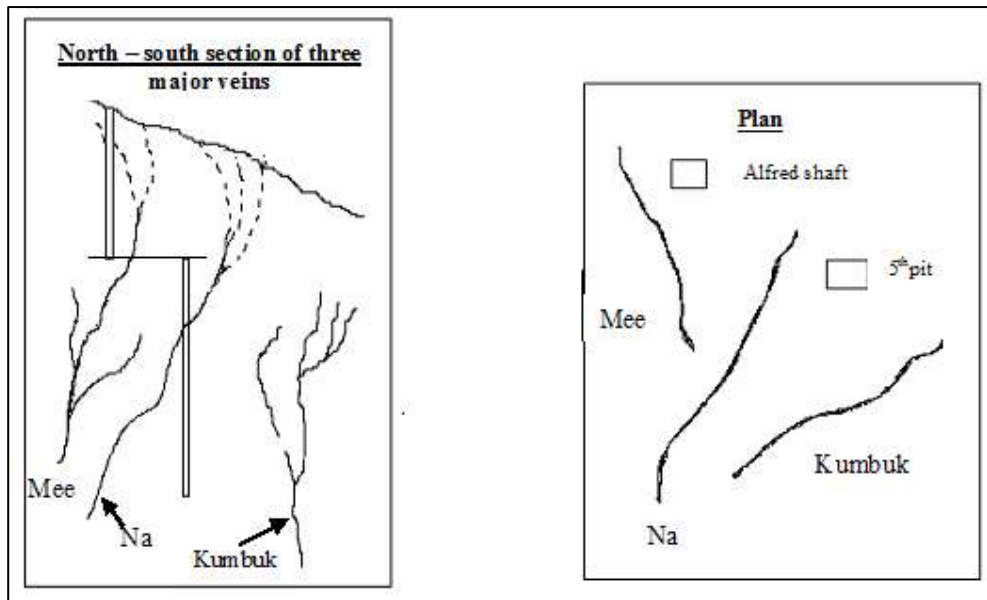 North – south section of three
major veins
Mee
Na
Kumbuk
Plan
Alfred shaft
5th pit
Mee
Kumbuk
Na